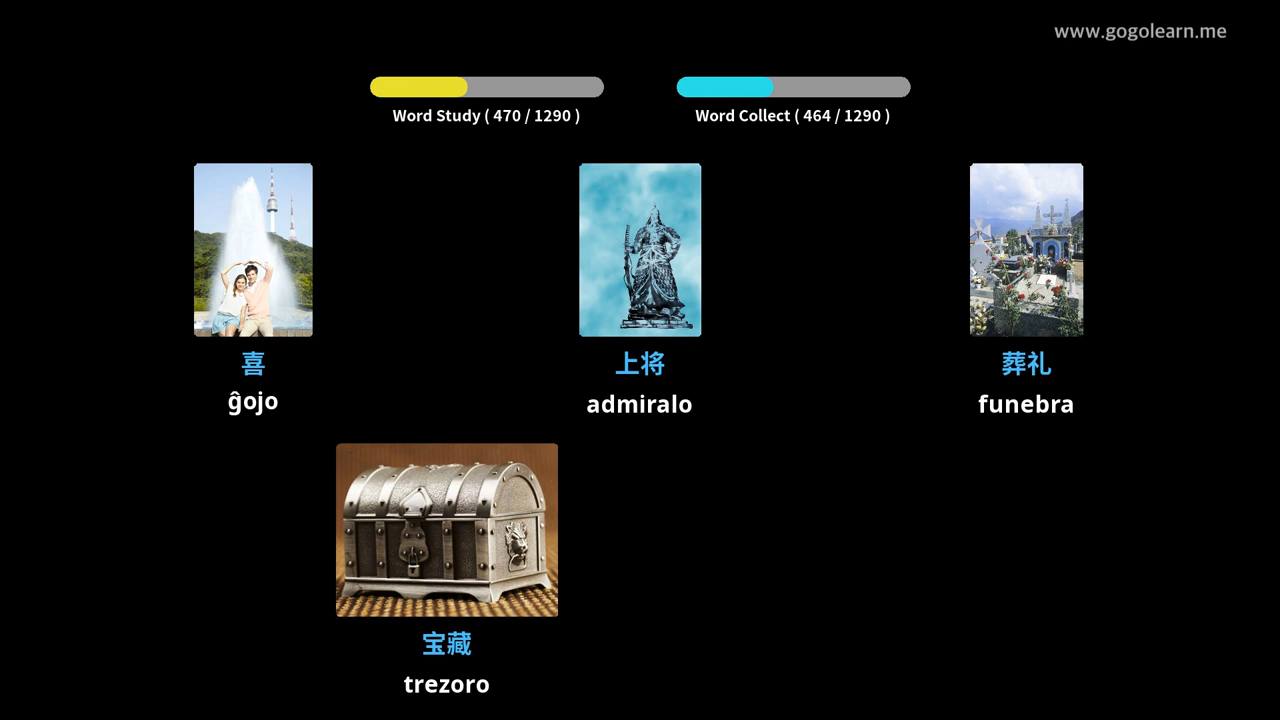 www.gogolearn.me
Word Study ( 470 / 1290 )
Word Collect ( 464 / 1290 )
喜
ĝojo
上将
admiralo
葬礼
funebra
宝藏
trezoro